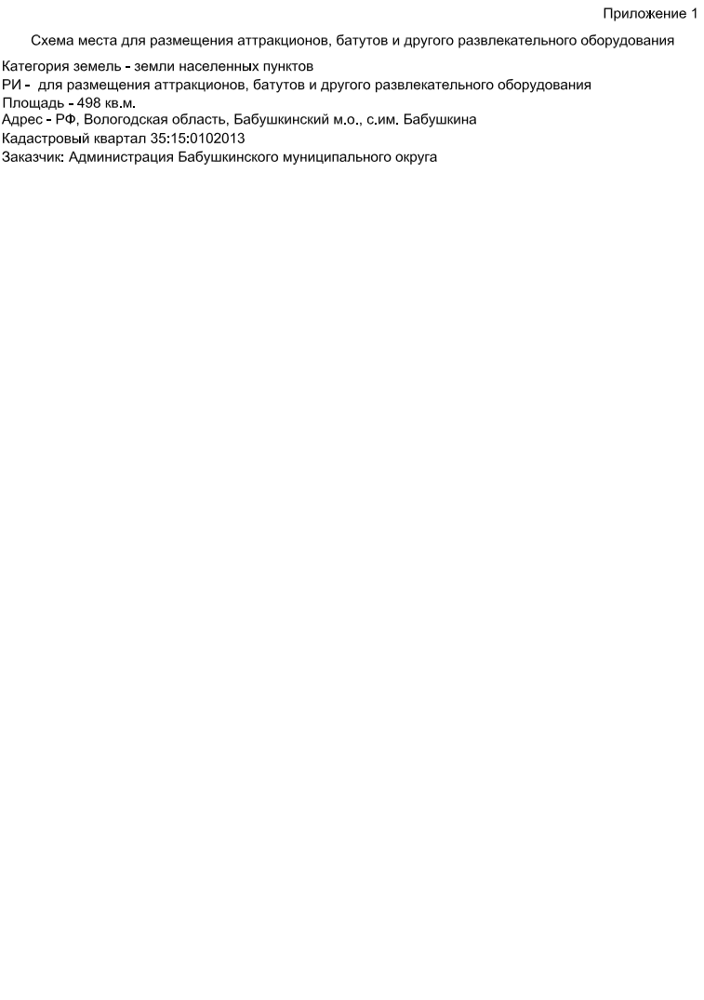 Приложение 1
Схема места для размещения аттракционов, батутов и другого развлекательного оборудования
Категория земель - земли населенных пунктов
РИ - для размещения аттракционов, батутов и другого развлекательного оборудования
Площадь - 498 кв.м.
Адрес - РФ, Вологодская область, Бабушкинский м.о., с.им. Бабушкина
Кадастровый квартал 35:15:0102013
Заказчик: Администрация Бабушкинского муниципального округа